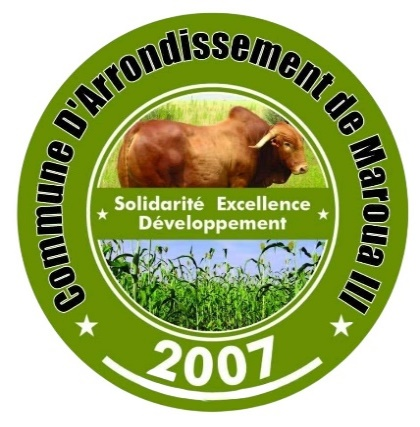 Commune D'Arrondissement de Maroua III
Solidarité Excellence
Développement
2007